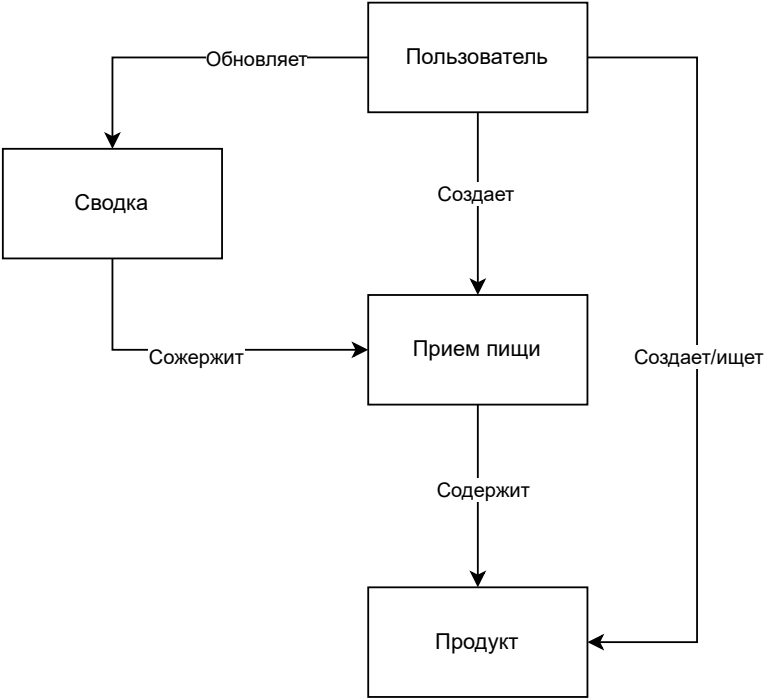 Пользователь
Обновляет
Сводка
Создает
Прием пищи
Сожержит
Создает/ищет
Содержит
Продукт